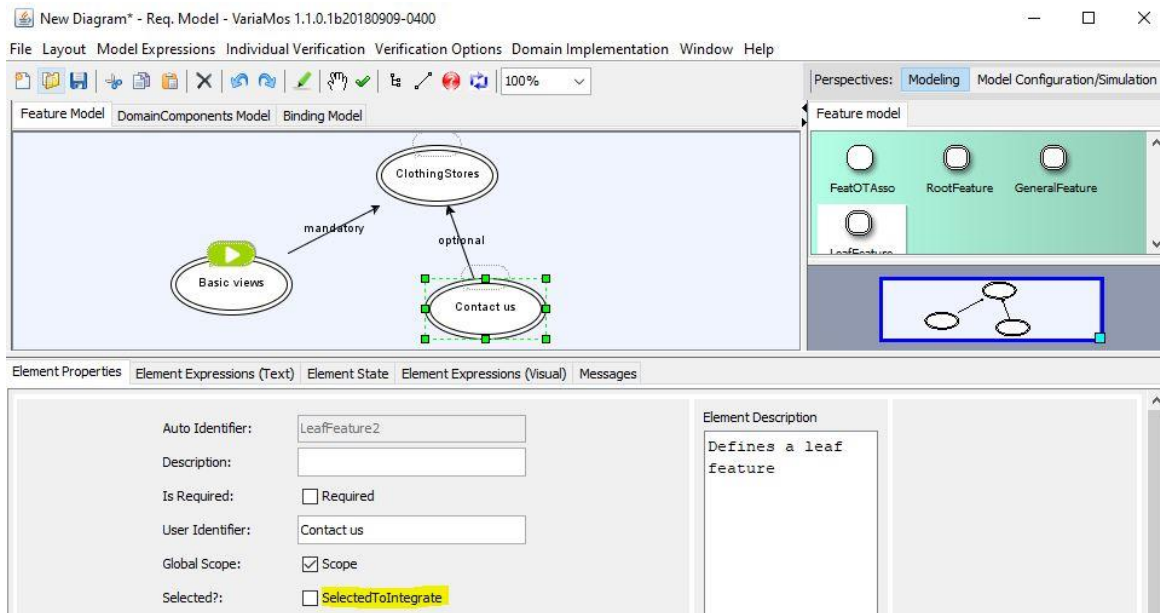 New Diagram* - Req. Model - VariaMos 1.1.0.1b20180909-0400
File Layout Model Expressions Individual Verification Verification Options Domain Implementation Window Help
100%
Perspectives: Modeling Model Configuration/Simulation
Feature Model DomainComponents Model Binding Model
Feature model
ClothingStores
mandatory
optional
Basic views
Contact us
FeatOTAsso RootFeature GeneralFeature
LeafFeature
Element Properties Element Expressions (Text) Element State Element Expressions (Visual) Messages
Auto Identifier: LeafFeature2
Description:
Is Required: Required
User Identifier: Contact us
Global Scope: Scope
Selected?: SelectedToIntegrate
Element Description
Defines a leaf
feature